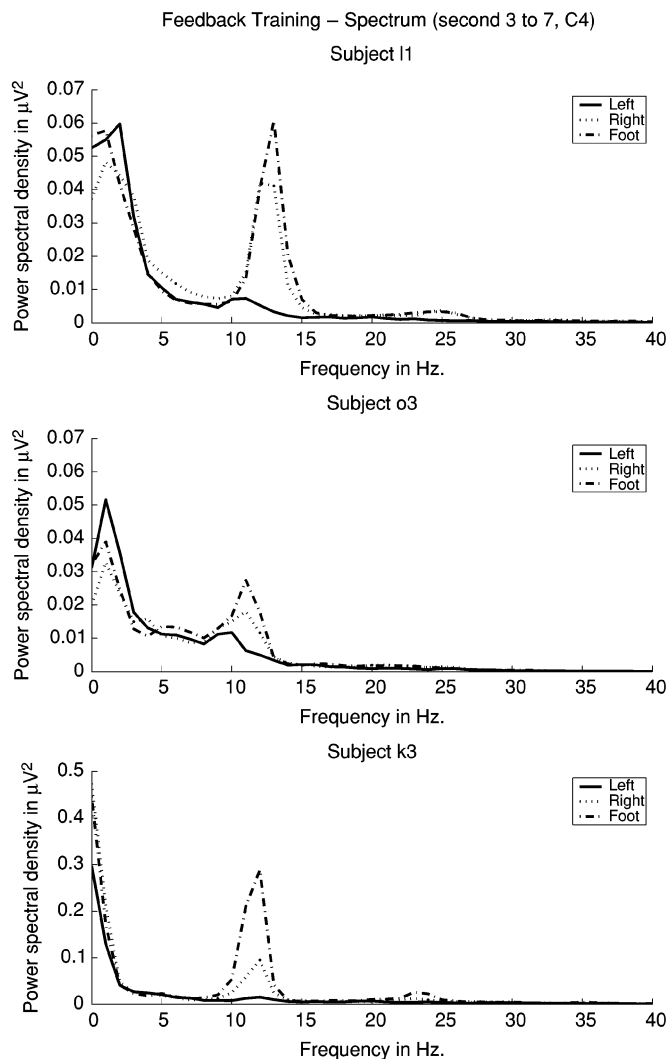 Feedback Training – Spectrum (second 3 to 7, C4)
Subject l1
Power spectral density in μV2
0.07
0.06
0.05
0.04
0.03
0.02
0.01
0
Left
Right
Foot
0 5 10 15 20 25 30 35 40
Frequency in Hz.
Subject o3
Power spectral density in μV2
0.07
0.06
0.05
0.04
0.03
0.02
0.01
0
Left
Right
Foot
0 5 10 15 20 25 30 35 40
Frequency in Hz.
Subject k3
Power spectral density in μV2
0.5
0.4
0.3
0.2
0.1
0
Left
Right
Foot
0 5 10 15 20 25 30 35 40
Frequency in Hz.